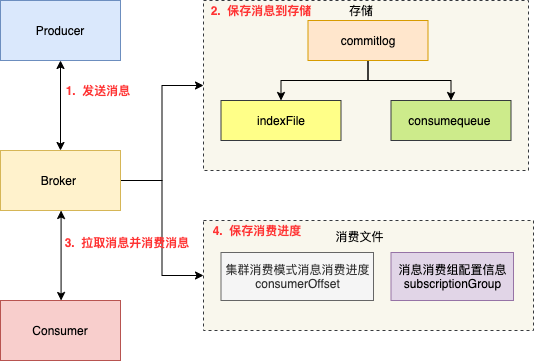 Producer
1. 发送消息
Broker
3. 拉取消息并消费消息
Consumer
2. 保存消息到存储
存储
commitlog
indexFile
consumequeue
4. 保存消费进度
消费文件
集群消费模式消息消费进度
consumerOffset
消息消费组配置信息
subscriptionGroup